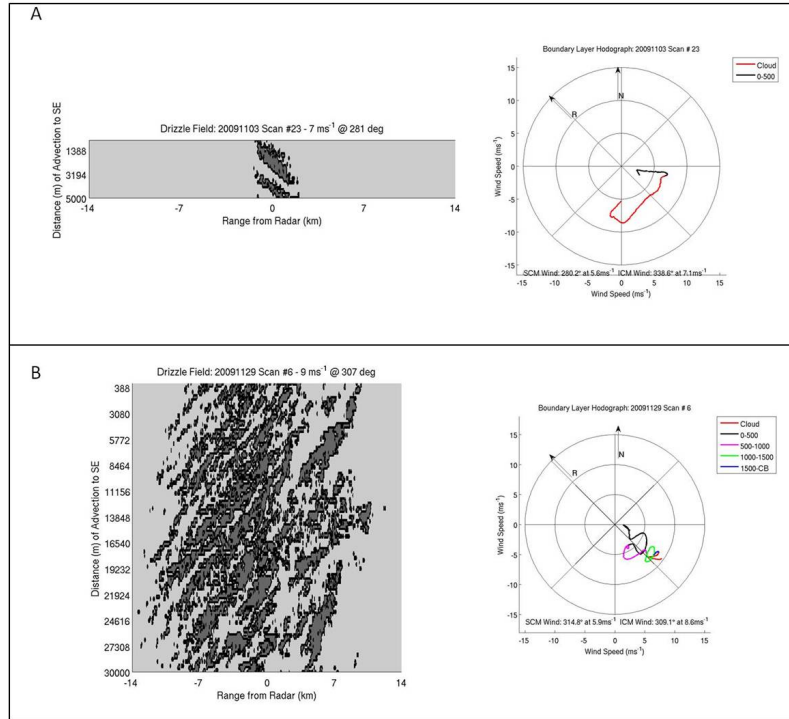 A
Drizzle Field: 20091103 Scan #23 - 7 ms-1 @ 281 deg
Distance (m) of Advection to SE
1388
3194
5000
-14
-7
0
7
14
Range from Radar (km)
Boundary Layer Hodograph: 20091103 Scan # 23
Cloud
0-500
N
R
Wind Speed (ms-1)
15
10
5
0
-5
-10
-15
SCM Wind: 280.2° at 5.6ms-1 ICM Wind: 338.6° at 7.1ms-1
-15
-10
-5
0
5
10
15
Wind Speed (ms-1)
B
Drizzle Field: 20091129 Scan #6 - 9 ms-1 @ 307 deg
Distance (m) of Advection to SE
388
3080
5772
8464
11156
13848
16540
19232
21924
24616
27308
30000
-14
-7
0
7
14
Range from Radar (km)
Boundary Layer Hodograph: 20091129 Scan # 6
Cloud
0-500
500-1000
1000-1500
1500-CB
N
R
Wind Speed (ms-1)
15
10
5
0
-5
-10
-15
SCM Wind: 314.8° at 5.9ms-1 ICM Wind: 309.1° at 8.6ms-1
-15
-10
-5
0
5
10
15
Wind Speed (ms-1)